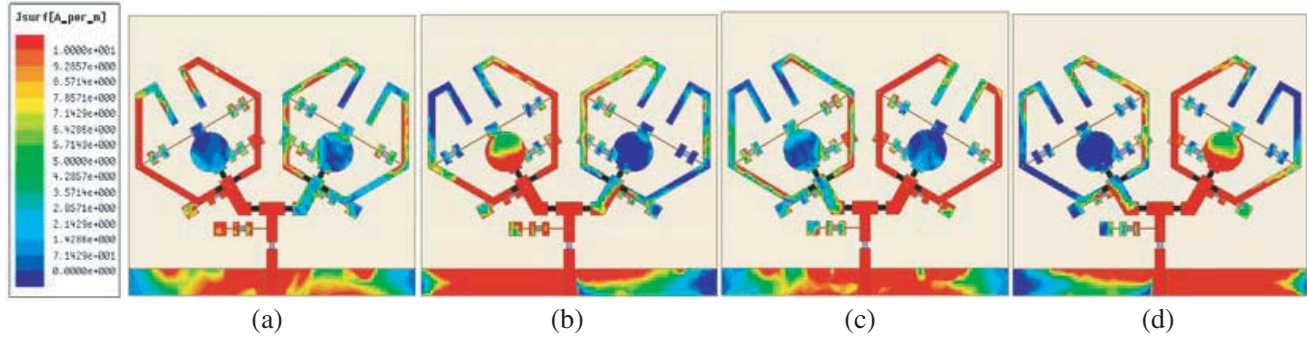 Jsurf[A_per_m]
1.0000e+001
9.2857e+000
8.5714e+000
7.8571e+000
7.1429e+000
6.4286e+000
5.7143e+000
5.0000e+000
4.2857e+000
3.5714e+000
2.8571e+000
2.1429e+000
1.4286e+000
7.1429e-001
0.0000e+000
(a) (b) (c) (d)